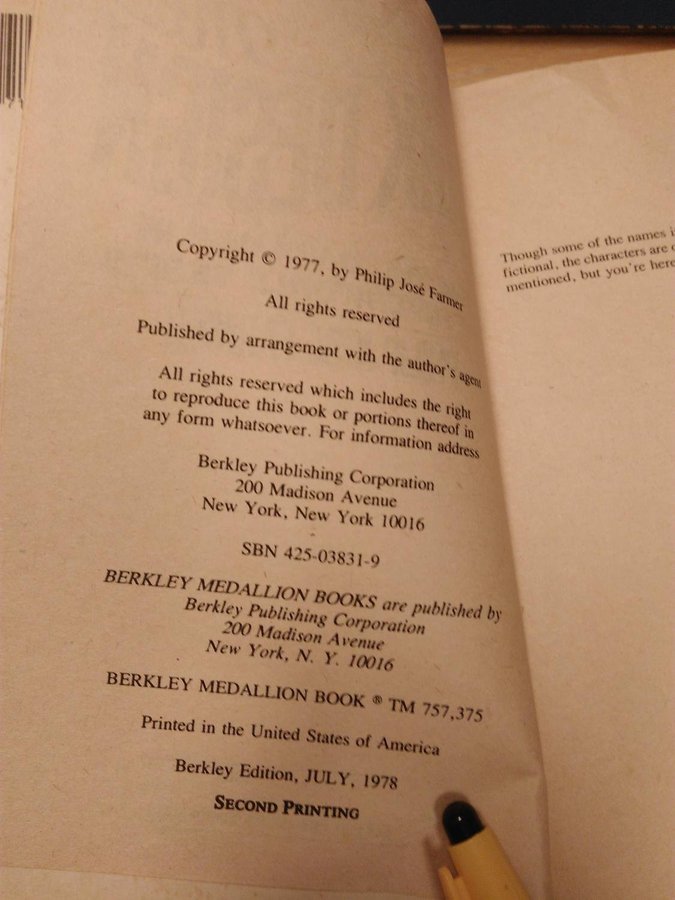 Copyright © 1977, by Philip José Farmer
All rights reserved
Published by arrangement with the author's agent
All rights reserved which includes the right
to reproduce this book or portions thereof in
any form whatsoever. For information address
Berkley Publishing Corporation
200 Madison Avenue
New York, New York 10016
SBN 425-03831-9
BERKLEY MEDALLION BOOKS are published by
Berkley Publishing Corporation
200 Madison Avenue
New York, N. Y. 10016
BERKLEY MEDALLION BOOK ® TM 757,375
Printed in the United States of America
Berkley Edition, JULY, 1978
SECOND PRINTING
Though some of the names
fictional, the characters are
mentioned, but you're here